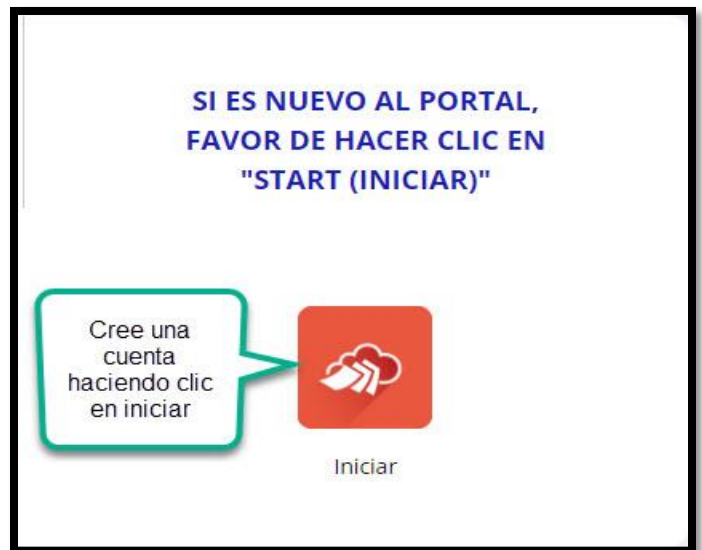 SI ES NUEVO AL PORTAL,
FAVOR DE HACER CLIC EN
"START (INICIAR)"
Cree una
cuenta
haciendo clic
en iniciar
Iniciar